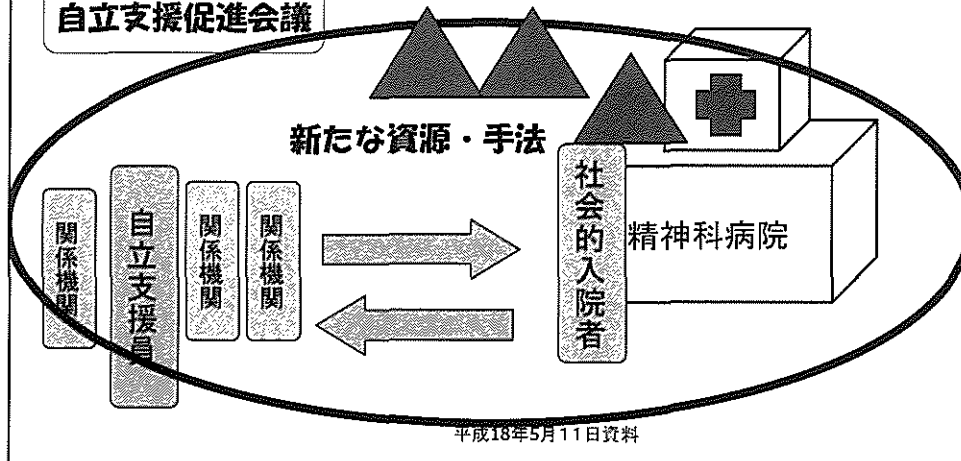 自立支援促進会議
新たな資源・手法
関係機関
自立支援員
関係機関
関係機関
社会的入院者
精神科病院
平成18年5月11日資料